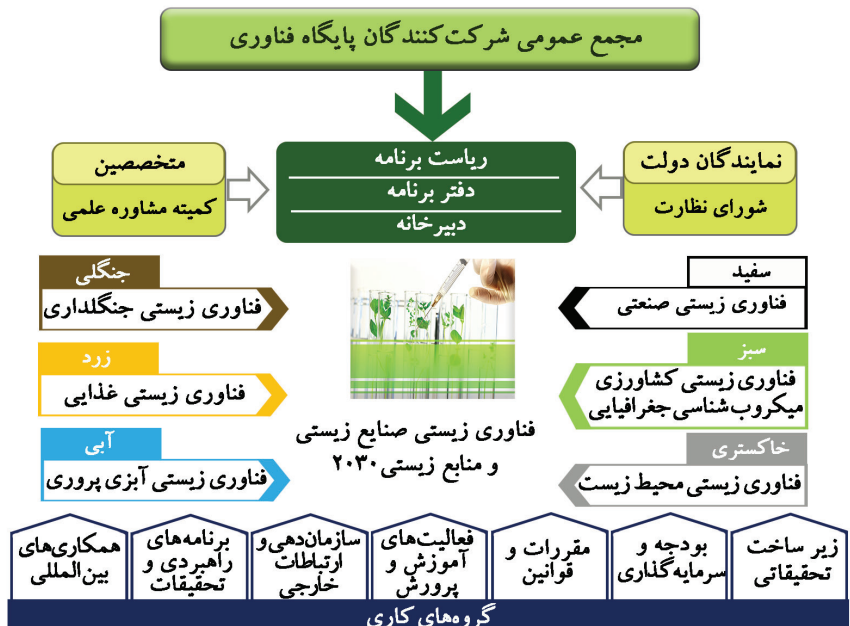 مجمع عمومی شرکت‌کنندگان پایگاه فناوری
نمایندگان دولت
شورای نظارت
ریاست برنامه
دفتر برنامه
دبیرخانه
متخصصین
کمیته مشاوره علمی
سفید
فناوری زیستی صنعتی
سبز
فناوری زیستی کشاورزی
میکروب‌شناسی جغرافیایی
خاکستری
فناوری زیستی محیط زیست
جنگلی
فناوری زیستی جنگلداری
زرد
فناوری زیستی غذایی
آبی
فناوری زیستی آبزی پروری
فناوری زیستی صنایع زیستی
و منابع زیستی ۲۰۳۰
زیر ساخت
تحقیقاتی
بودجه و
سرمایه‌گذاری
مقررات و
قوانین
فعالیت‌های
آموزش و
پرورش
سازمان‌دهی و
ارتباطات
خارجی
برنامه‌های
راهبردی و
تحقیقات
همکاری‌های
بین‌المللی
گروه‌های کاری